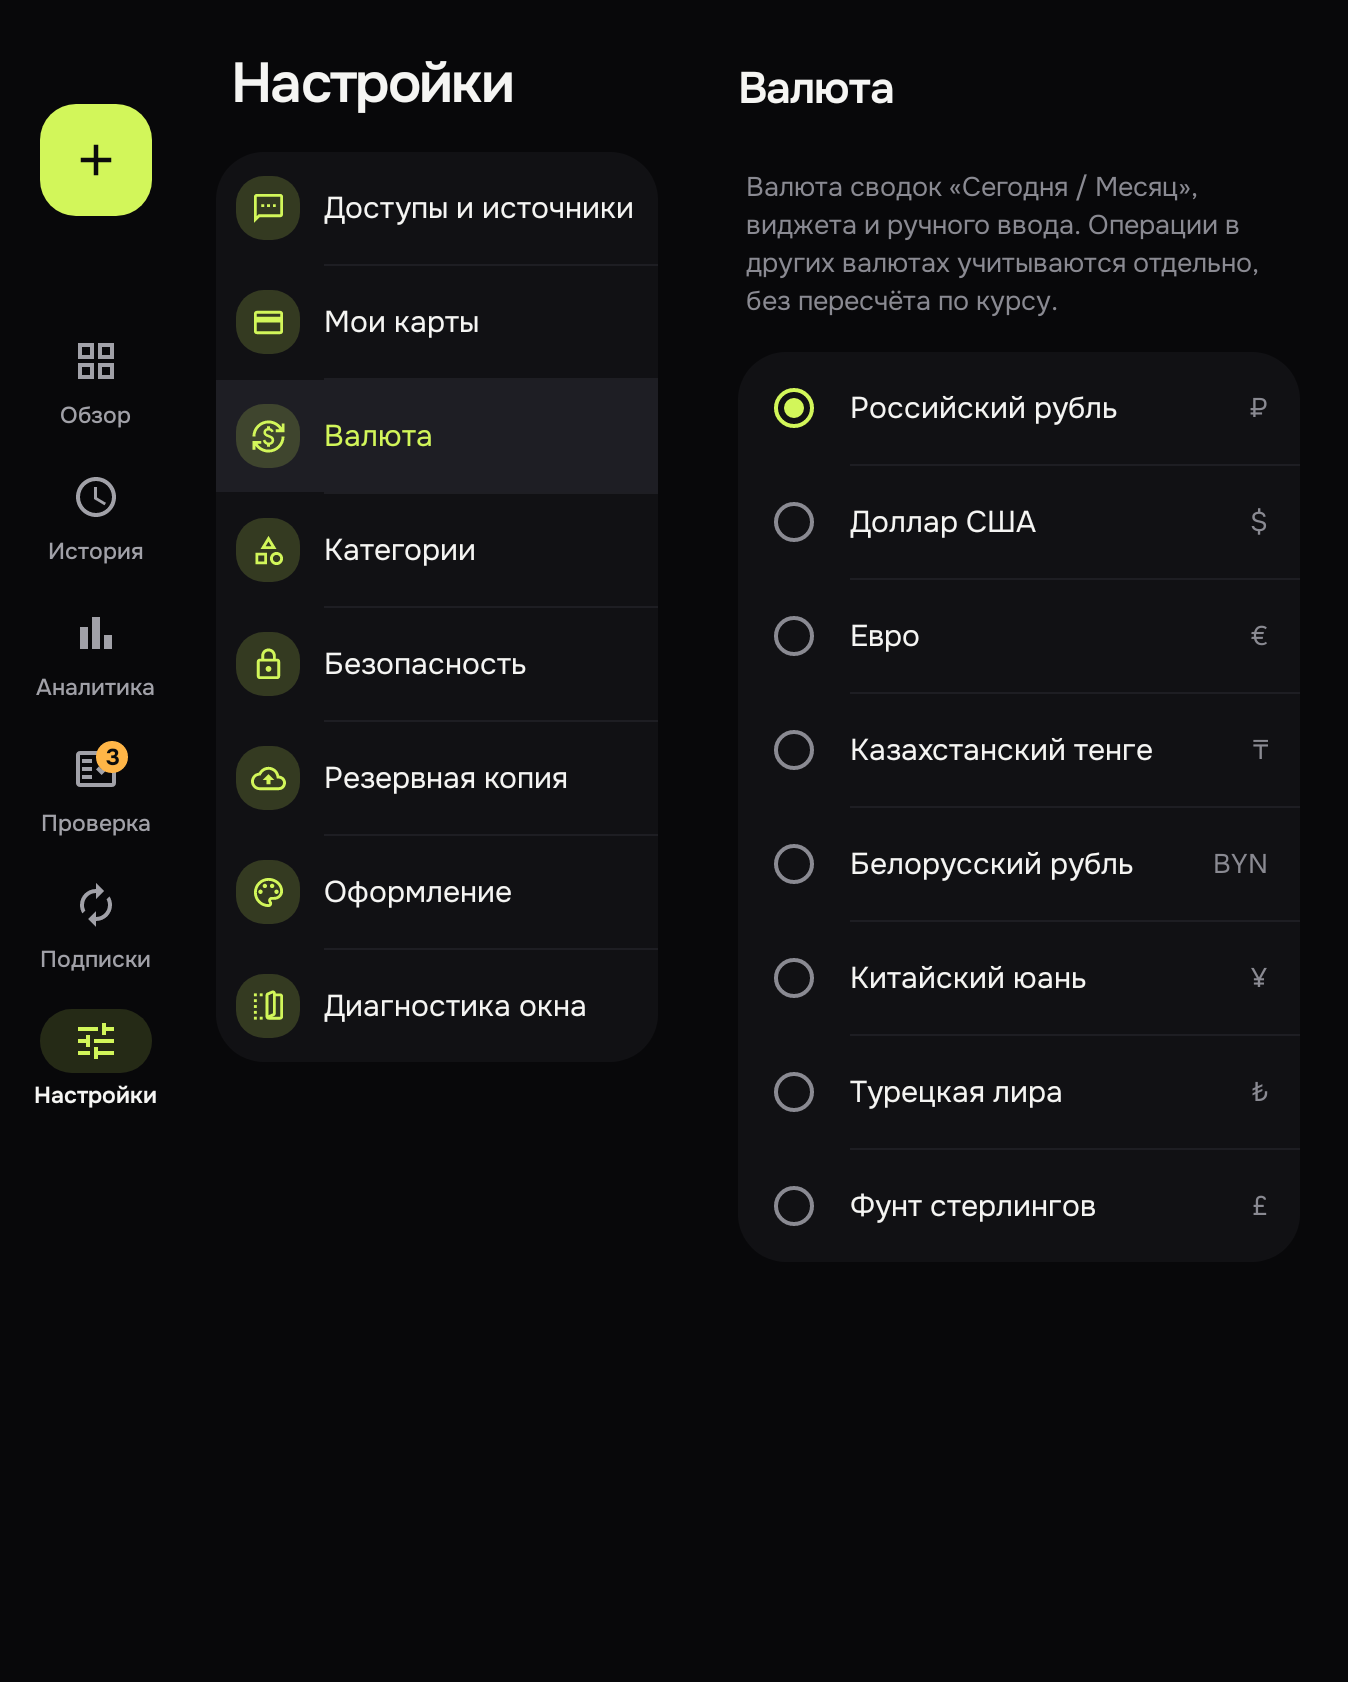 Настройки
Доступы и источники
Мои карты
Валюта
Категории
Безопасность
Резервная копия
Оформление
Диагностика окна
Обзор
История
Аналитика
3
Проверка
Подписки
Настройки
Валюта
Валюта сводок «Сегодня / Месяц»,
виджета и ручного ввода. Операции в
других валютах учитываются отдельно,
без пересчёта по курсу.
Российский рубль ₽
Доллар США $
Евро €
Казахстанский тенге ₸
Белорусский рубль BYN
Китайский юань ¥
Турецкая лира ₺
Фунт стерлингов £